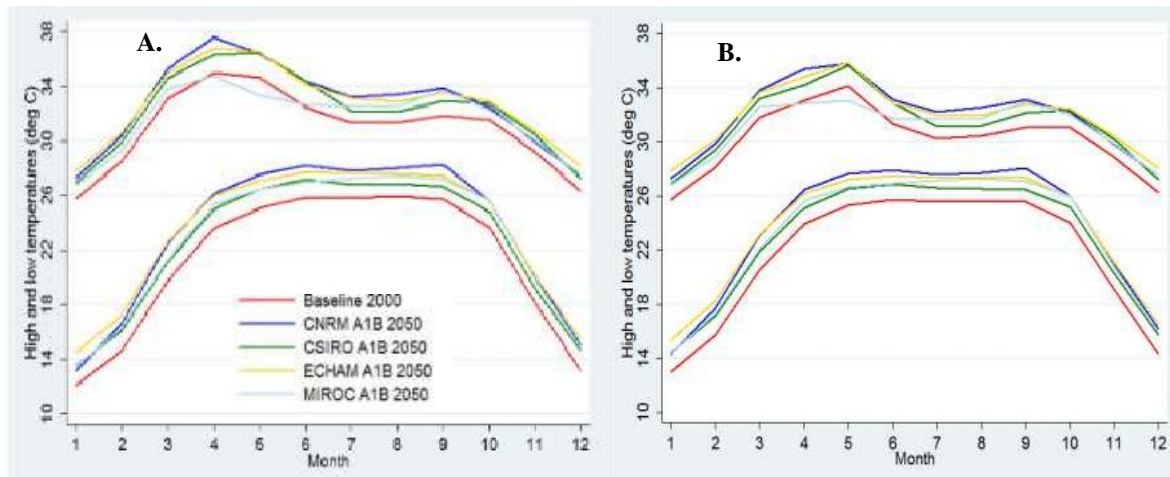 A.
High and low temperatures (deg C)
38
34
30
26
22
18
14
10
Baseline 2000
CNRM A1B 2050
CSIRO A1B 2050
ECHAM A1B 2050
MIROC A1B 2050
1 2 3 4 5 6 7 8 9 10 11 12
Month
B.
High and low temperatures (deg C)
38
34
30
26
22
18
14
10
1 2 3 4 5 6 7 8 9 10 11 12
Month